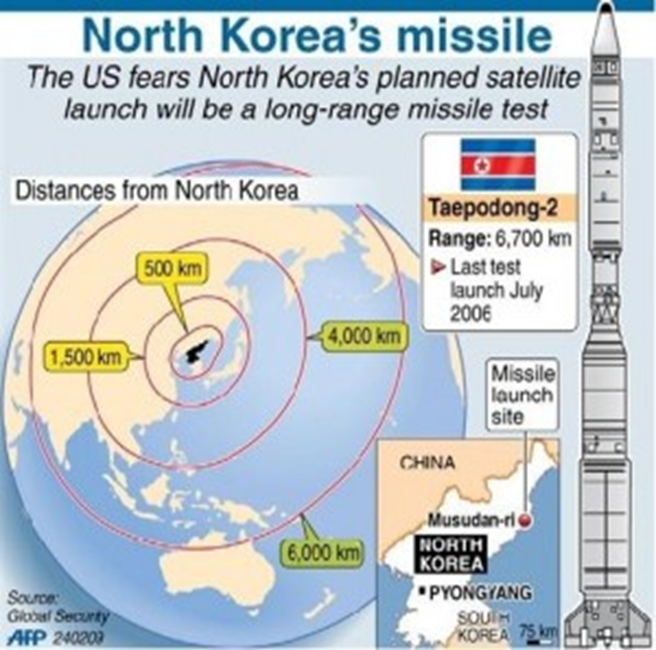 North Korea's missile
The US fears North Korea's planned satellite
launch will be a long-range missile test
Distances from North Korea
500 km
1,500 km
4,000 km
6,000 km
Taepodong-2
Range: 6,700 km
Last test
launch July
2006
Missile
launch
site
CHINA
Musudan-ri
NORTH
KOREA
PYONGYANG
SOUTH
KOREA
75 km
Source:
Global Security
AFP 240209